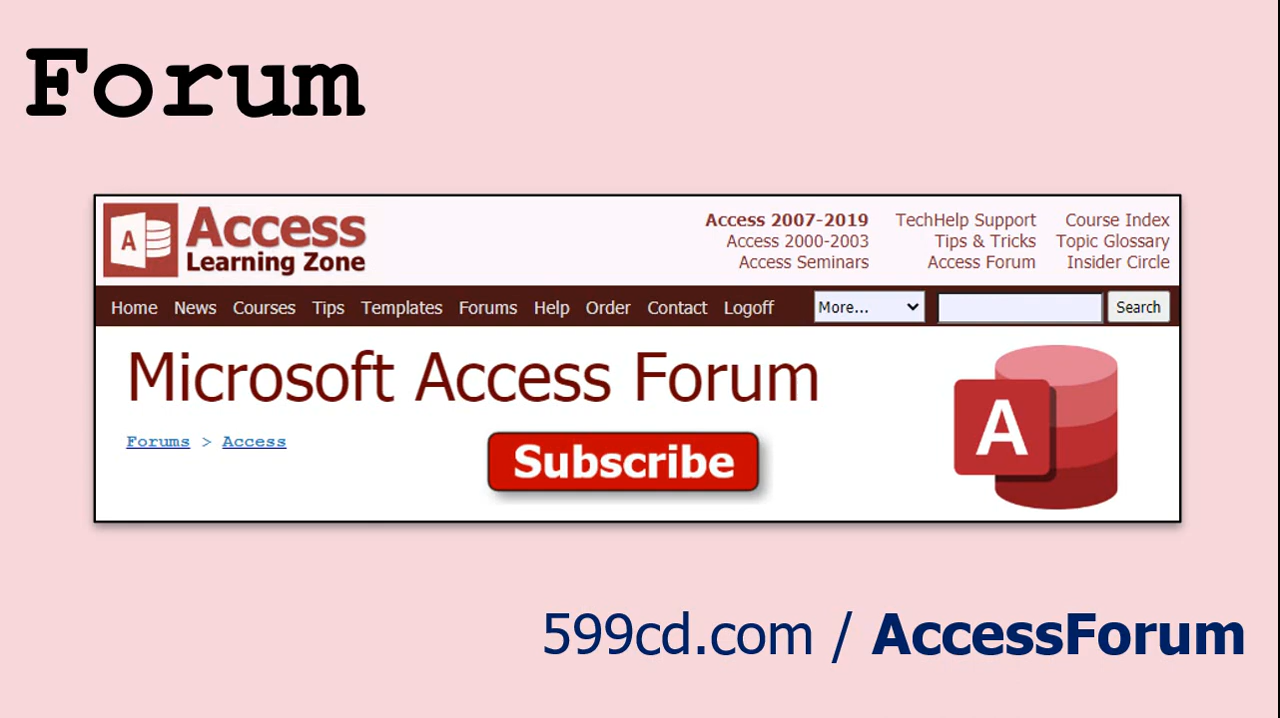 Forum
A
Access
Learning Zone
Access 2007-2019 TechHelp Support Course Index
Access 2000-2003 Tips & Tricks Topic Glossary
Access Seminars Access Forum Insider Circle
Home News Courses Tips Templates Forums Help Order Contact Logoff More... Search
Microsoft Access Forum
Forums > Access
Subscribe
A
599cd.com / AccessForum